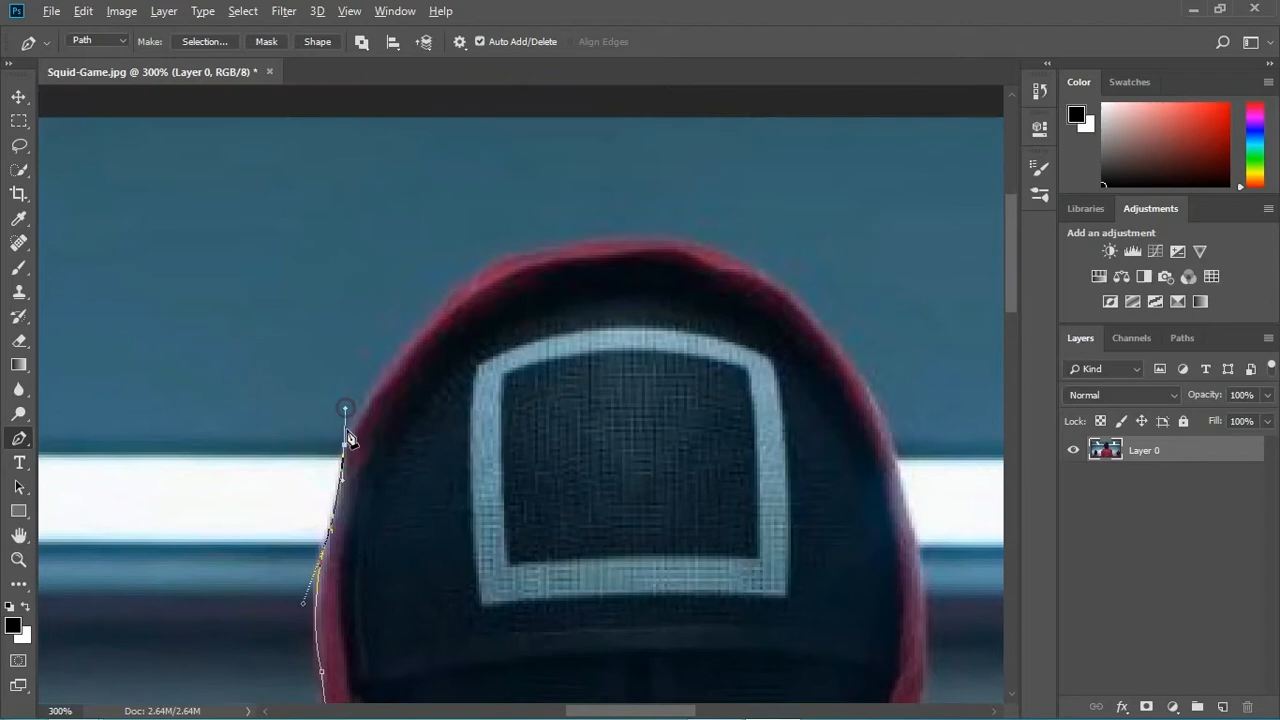 Ps File Edit Image Layer Type Select Filter 3D View Window Help
Path Make: Selection... Mask Shape Auto Add/Delete Align Edges
Squid-Game.jpg @ 300% (Layer 0, RGB/8) * ×
Color Swatches
Libraries Adjustments
Add an adjustment
Layers Channels Paths
Kind
Normal Opacity: 100%
Lock: Fill: 100%
Layer 0
300% Doc: 2.64M/2.64M